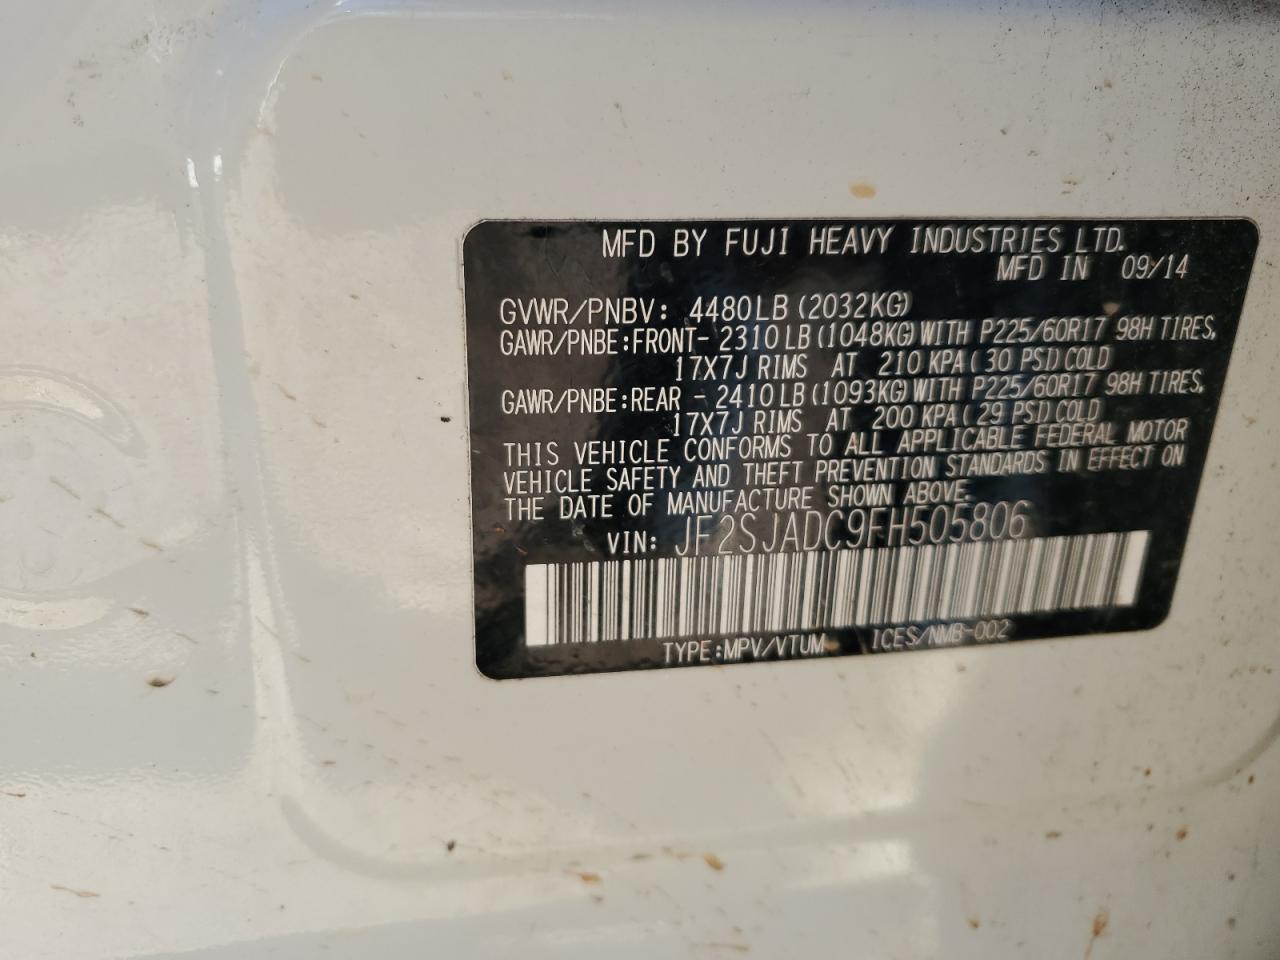 MFD BY FUJI HEAVY INDUSTRIES LTD.
MFD IN 09/14
GVWR/PNBV: 4480LB (2032KG)
GAWR/PNBE:FRONT- 2310LB (1048KG) WITH P225/60R17 98H TIRES,
17X7J RIMS AT 210 KPA (30 PSI) COLD
GAWR/PNBE:REAR - 2410LB (1093KG) WITH P225/60R17 98H TIRES,
17X7J RIMS AT 200 KPA (29 PSI) COLD
THIS VEHICLE CONFORMS TO ALL APPLICABLE FEDERAL MOTOR
VEHICLE SAFETY AND THEFT PREVENTION STANDARDS IN EFFECT ON
THE DATE OF MANUFACTURE SHOWN ABOVE.
VIN: JF2SJADC9FH505806
TYPE:MPV/VTUM ICES/NMB-002